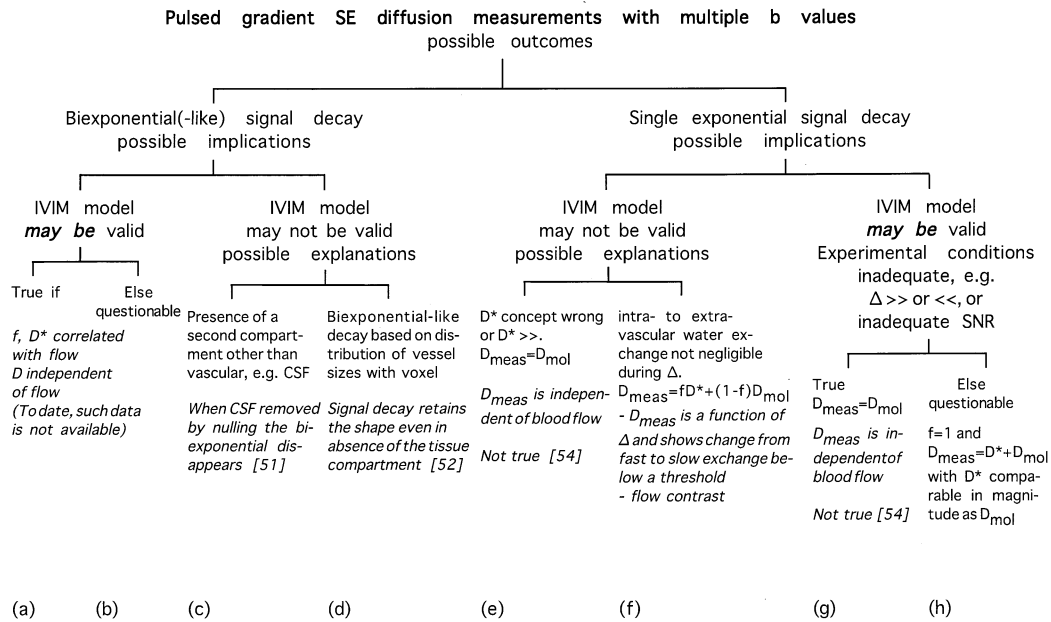 Pulsed gradient SE diffusion measurements with multiple b values
possible outcomes
Biexponential(-like) signal decay
possible implications
Single exponential signal decay
possible implications
IVIM model
may be valid
IVIM model
may not be valid
possible explanations
IVIM model
may not be valid
possible explanations
IVIM model
may be valid
Experimental conditions
inadequate, e.g.
Δ >> or <<, or
inadequate SNR
True if
f, D* correlated
with flow
D independent
of flow
(To date, such data
is not available)
Else
questionable
Presence of a
second compart-
ment other than
vascular, e.g. CSF
When CSF removed
by nulling the bi-
exponential dis-
appears [51]
Biexponential-like
decay based on dis-
tribution of vessel
sizes with voxel
Signal decay retains
the shape even in
absence of the tissue
compartment [52]
D* concept wrong
or D* >>.
Dmeas=Dmol
Dmeas is indepen-
dent of blood flow
Not true [54]
intra- to extra-
vascular water ex-
change not negligible
during Δ.
Dmeas=fD*+(1-f)Dmol
- Dmeas is a function of
Δ and shows change from
fast to slow exchange be-
low a threshold
- flow contrast
True
Dmeas=Dmol
Dmeas is in-
dependent of
blood flow
Not true [54]
Else
questionable
f=1 and
Dmeas=D*+Dmol
with D* compa-
rable in magni-
tude as Dmol
(a) (b) (c) (d) (e) (f) (g) (h)